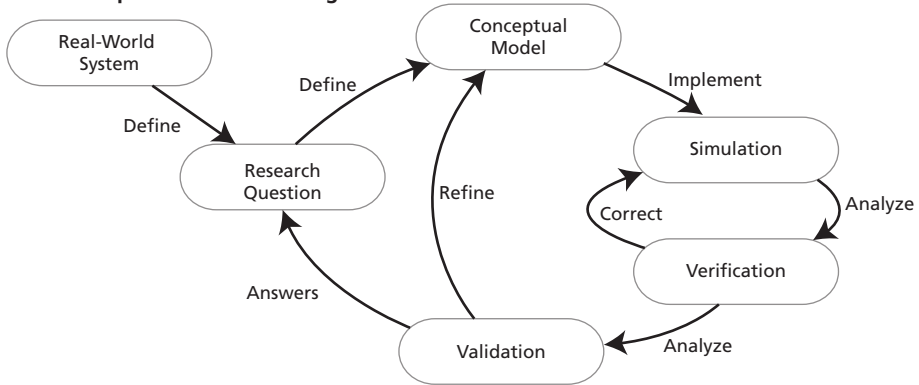 Conceptual
Model
Real-World
System
Define
Implement
Define
Simulation
Research
Question
Refine
Correct
Analyze
Verification
Answers
Validation
Analyze